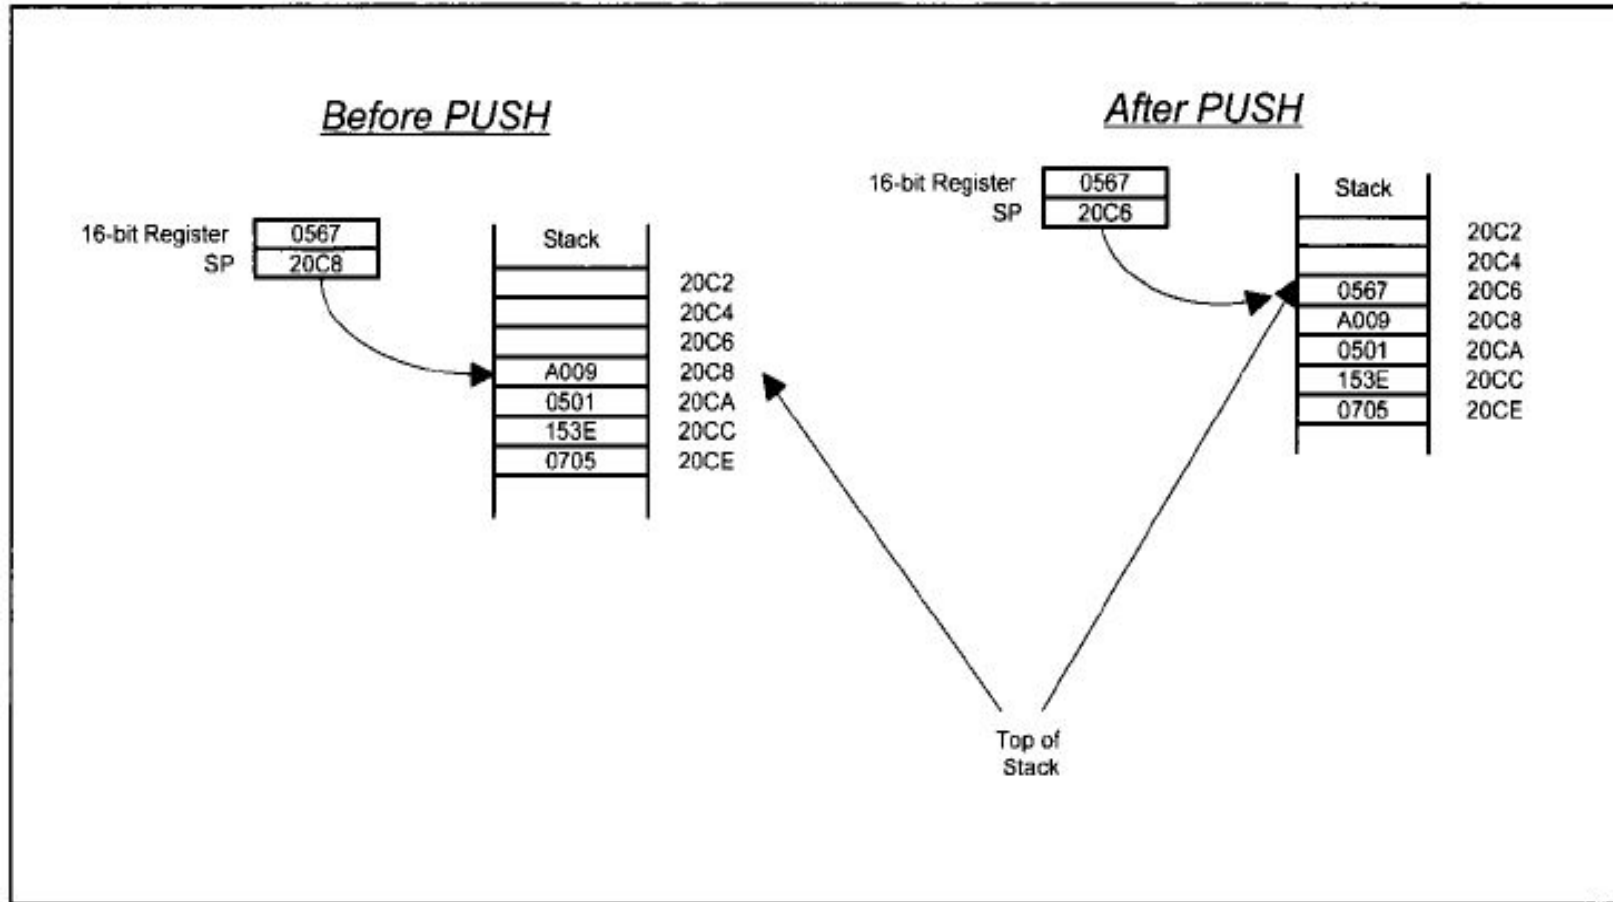 Before PUSH
16-bit Register 0567
SP 20C8
Stack
20C2
20C4
20C6
A009 20C8
0501 20CA
153E 20CC
0705 20CE
After PUSH
16-bit Register 0567
SP 20C6
Stack
20C2
20C4
0567 20C6
A009 20C8
0501 20CA
153E 20CC
0705 20CE
Top of
Stack